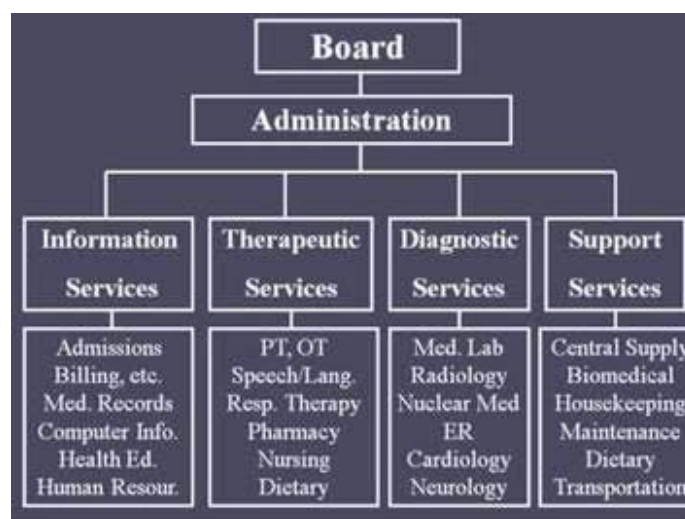 Board
Administration
Information
Services
Therapeutic
Services
Diagnostic
Services
Support
Services
Admissions
Billing, etc.
Med. Records
Computer Info.
Health Ed.
Human Resour.
PT, OT
Speech/Lang.
Resp. Therapy
Pharmacy
Nursing
Dietary
Med. Lab
Radiology
Nuclear Med
ER
Cardiology
Neurology
Central Supply
Biomedical
Housekeeping
Maintenance
Dietary
Transportation